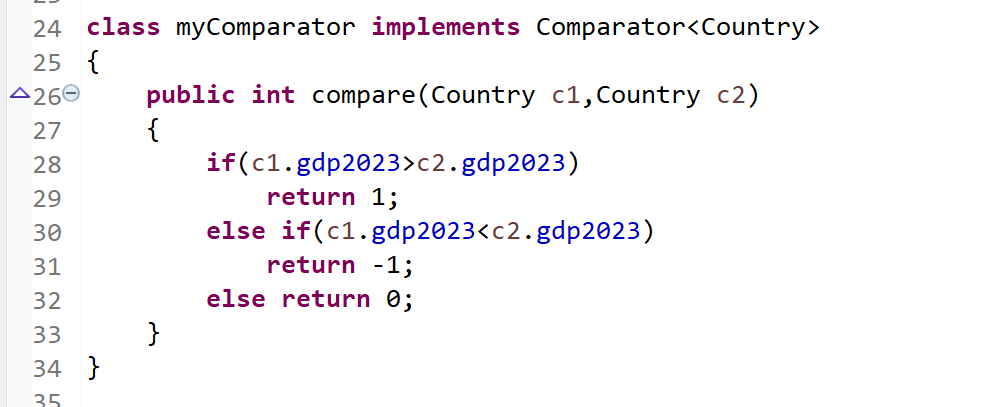 24 class myComparator implements Comparator<Country>
25 {
26     public int compare(Country c1,Country c2)
27     {
28         if(c1.gdp2023>c2.gdp2023)
29             return 1;
30         else if(c1.gdp2023<c2.gdp2023)
31             return -1;
32         else return 0;
33     }
34 }
35